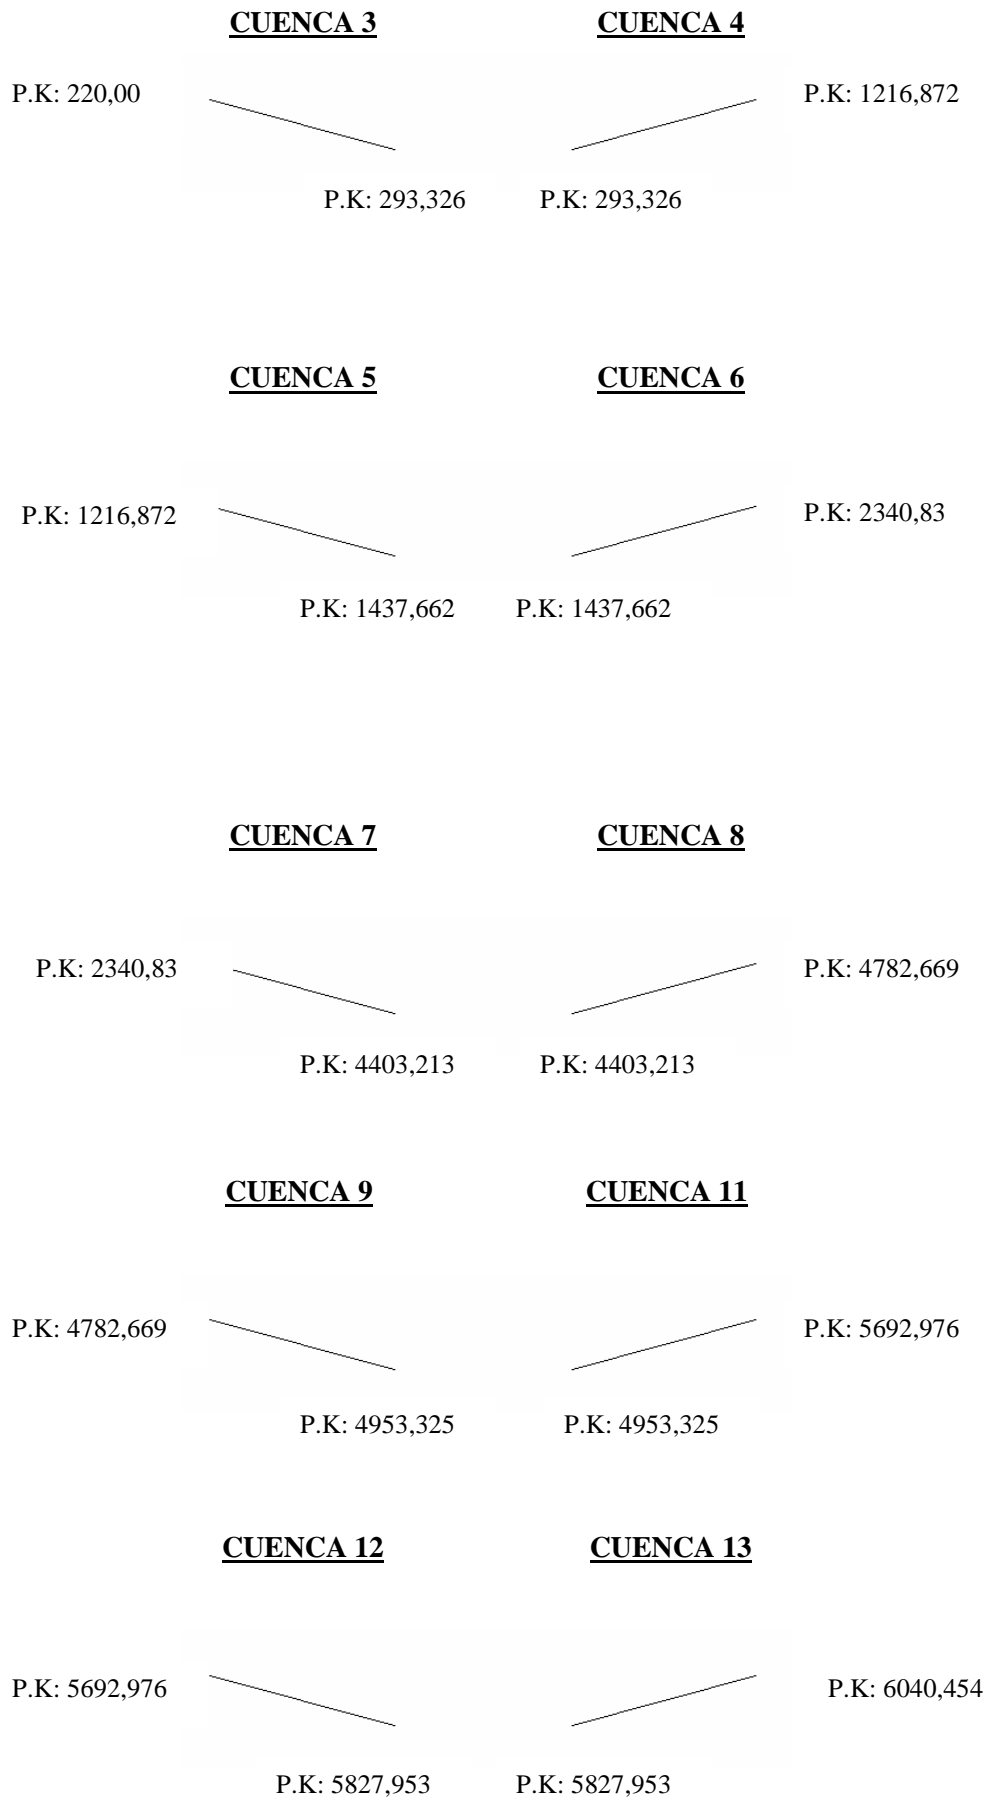 CUENCA 3 CUENCA 4
P.K: 220,00 P.K: 1216,872
P.K: 293,326 P.K: 293,326
CUENCA 5 CUENCA 6
P.K: 1216,872 P.K: 2340,83
P.K: 1437,662 P.K: 1437,662
CUENCA 7 CUENCA 8
P.K: 2340,83 P.K: 4782,669
P.K: 4403,213 P.K: 4403,213
CUENCA 9 CUENCA 11
P.K: 4782,669 P.K: 5692,976
P.K: 4953,325 P.K: 4953,325
CUENCA 12 CUENCA 13
P.K: 5692,976 P.K: 6040,454
P.K: 5827,953 P.K: 5827,953